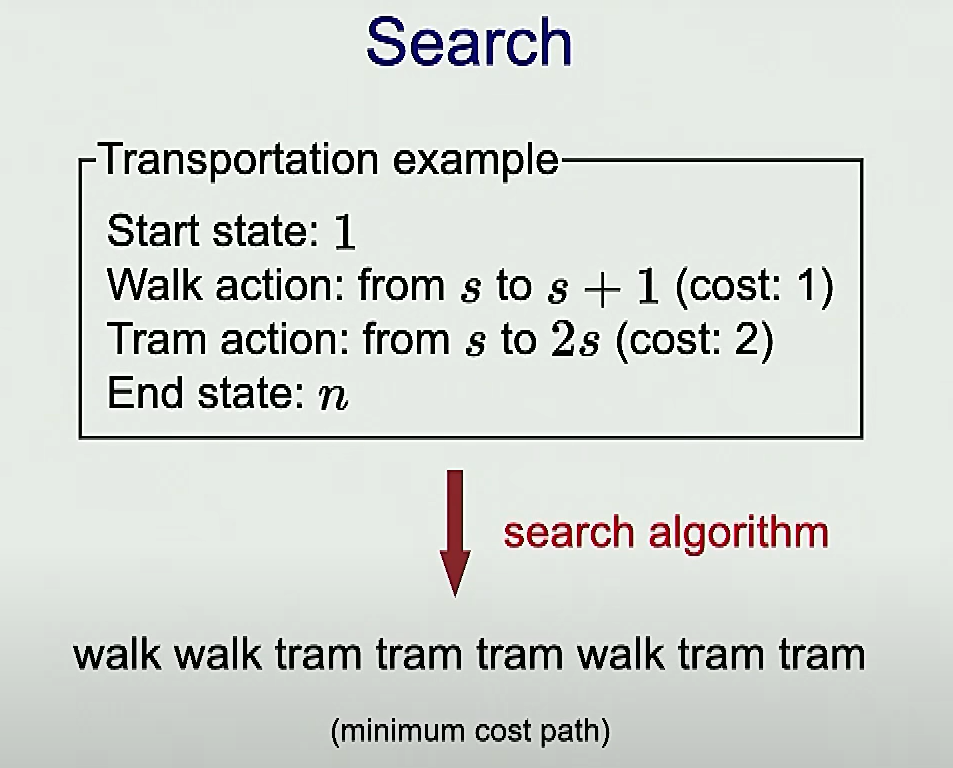 Search
Transportation example
Start state: 1
Walk action: from s to s + 1 (cost: 1)
Tram action: from s to 2s (cost: 2)
End state: n
search algorithm
walk walk tram tram tram walk tram tram
(minimum cost path)